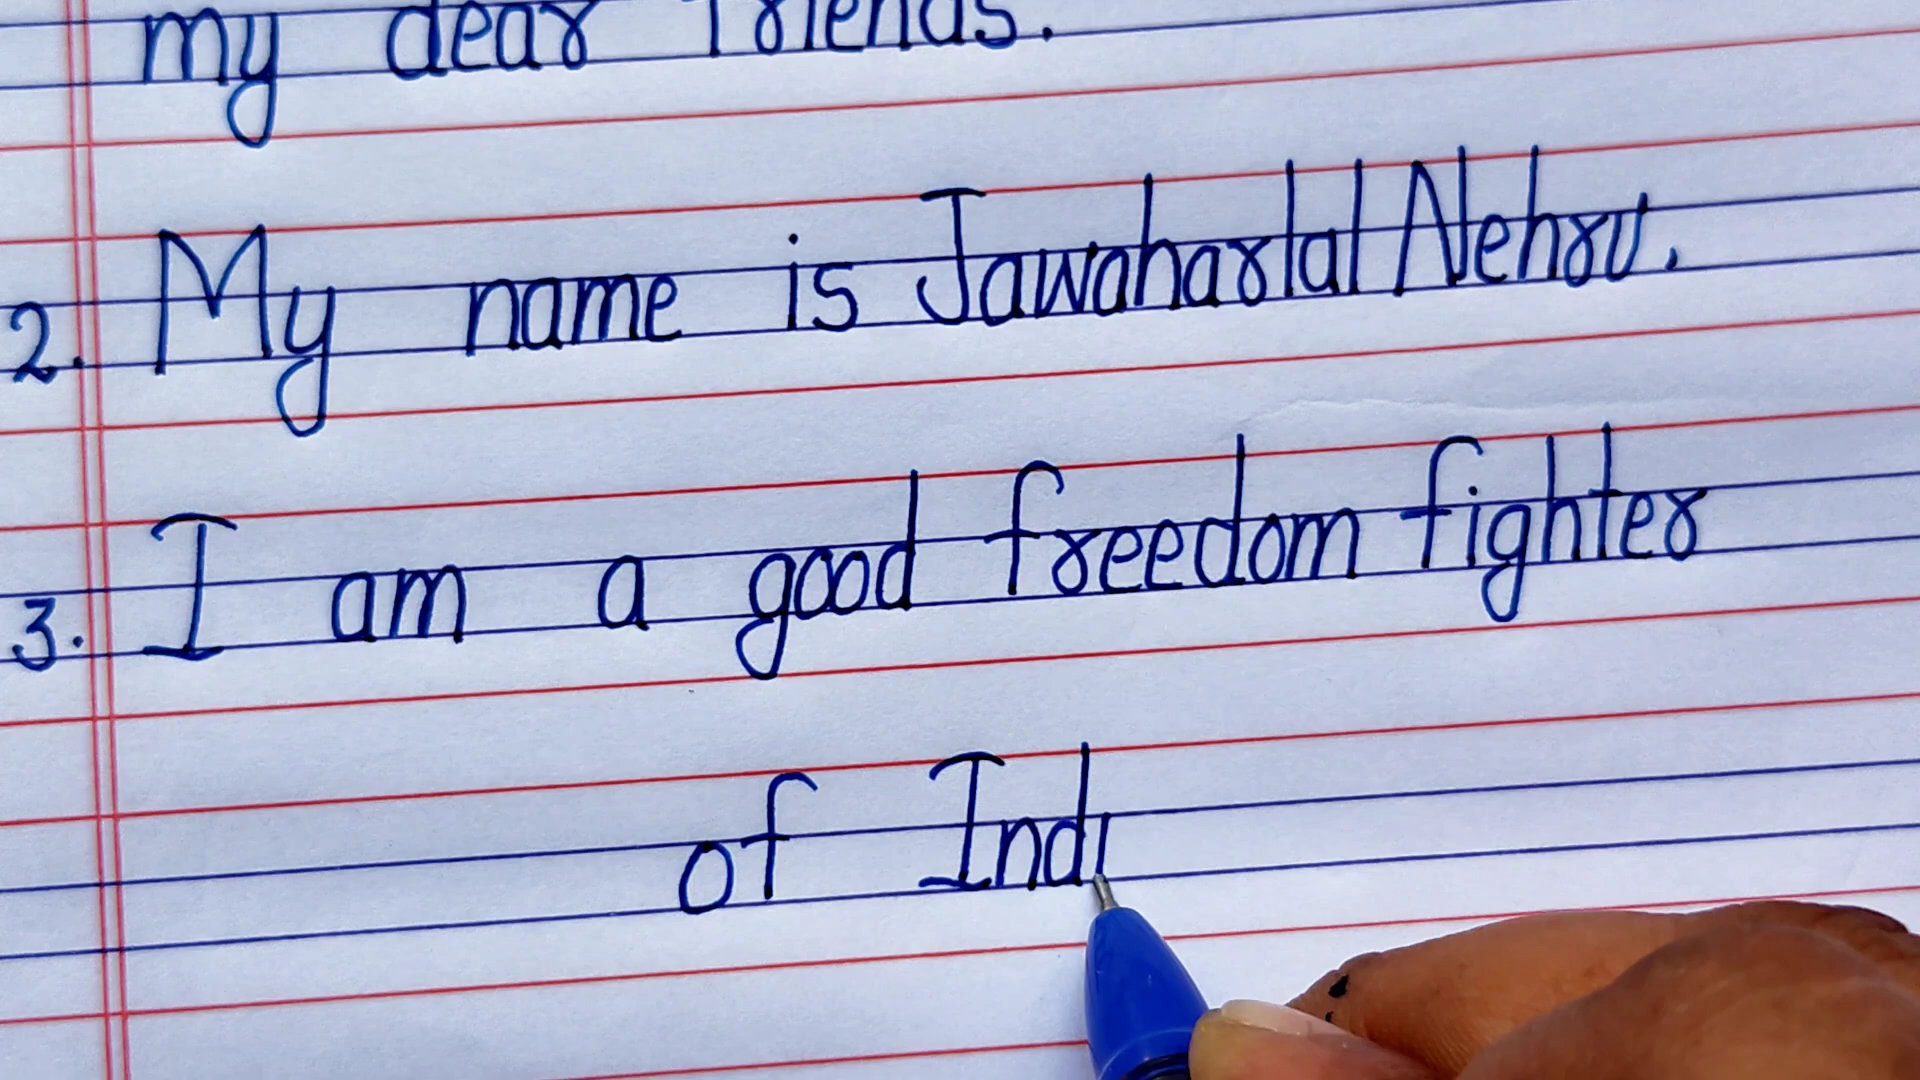 my dear friends.
2. My name is Jawaharlal Nehru.
3. I am a good freedom fighter
of Indi